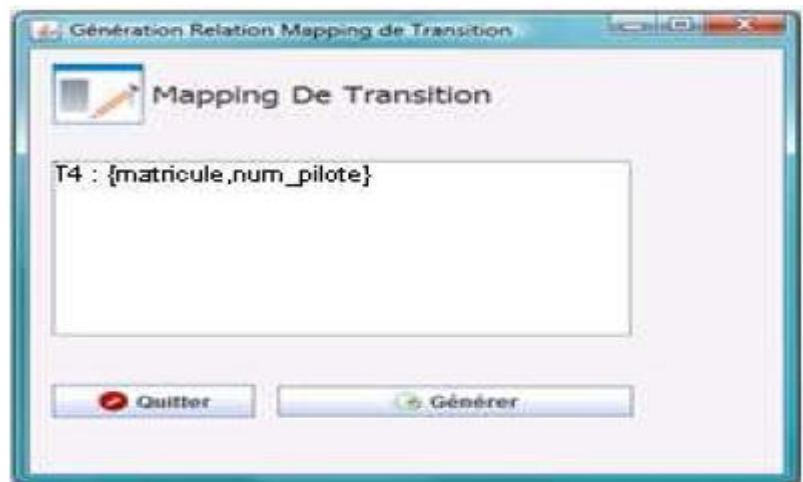 Génération Relation Mapping de Transition
Mapping De Transition
T4 : {matricule,num_pilote}
Quitter
Générer